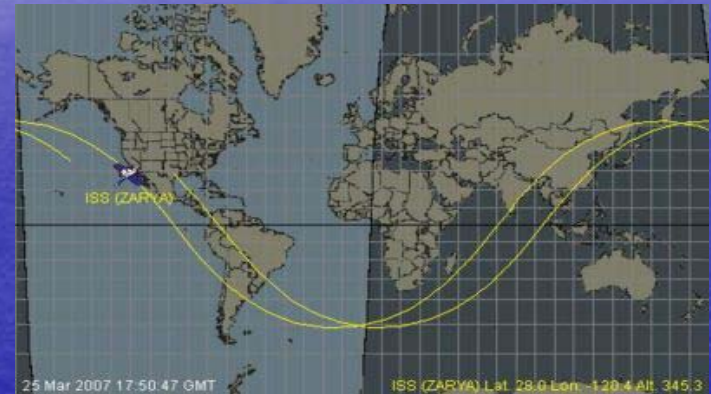 ISS (ZARYA)
25 Mar 2007 17:50:47 GMT
ISS (ZARYA) Lat. 28.0 Lon. -120.4 Alt. 345.3